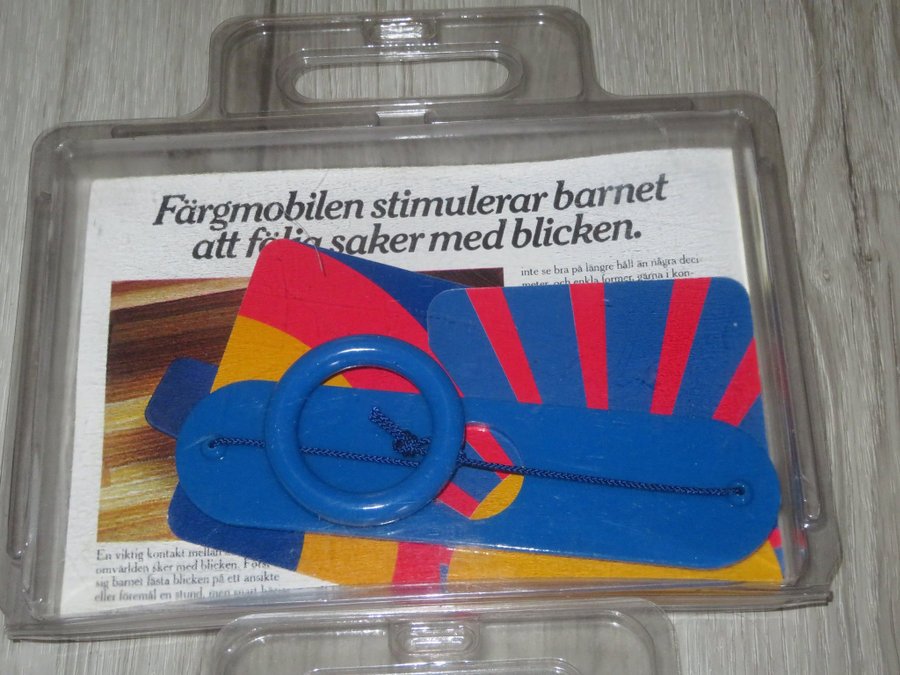 Färgmobilen stimulerar barnet
att följa saker med blicken.
inte se bra på längre håll än några deci-
meter, och enkla former, gärna i kon-
En viktig kontakt mellan
omvärlden sker med blicken. Förs
sig barnet fästa blicken på ett ansikte
eller föremål en stund, men snart